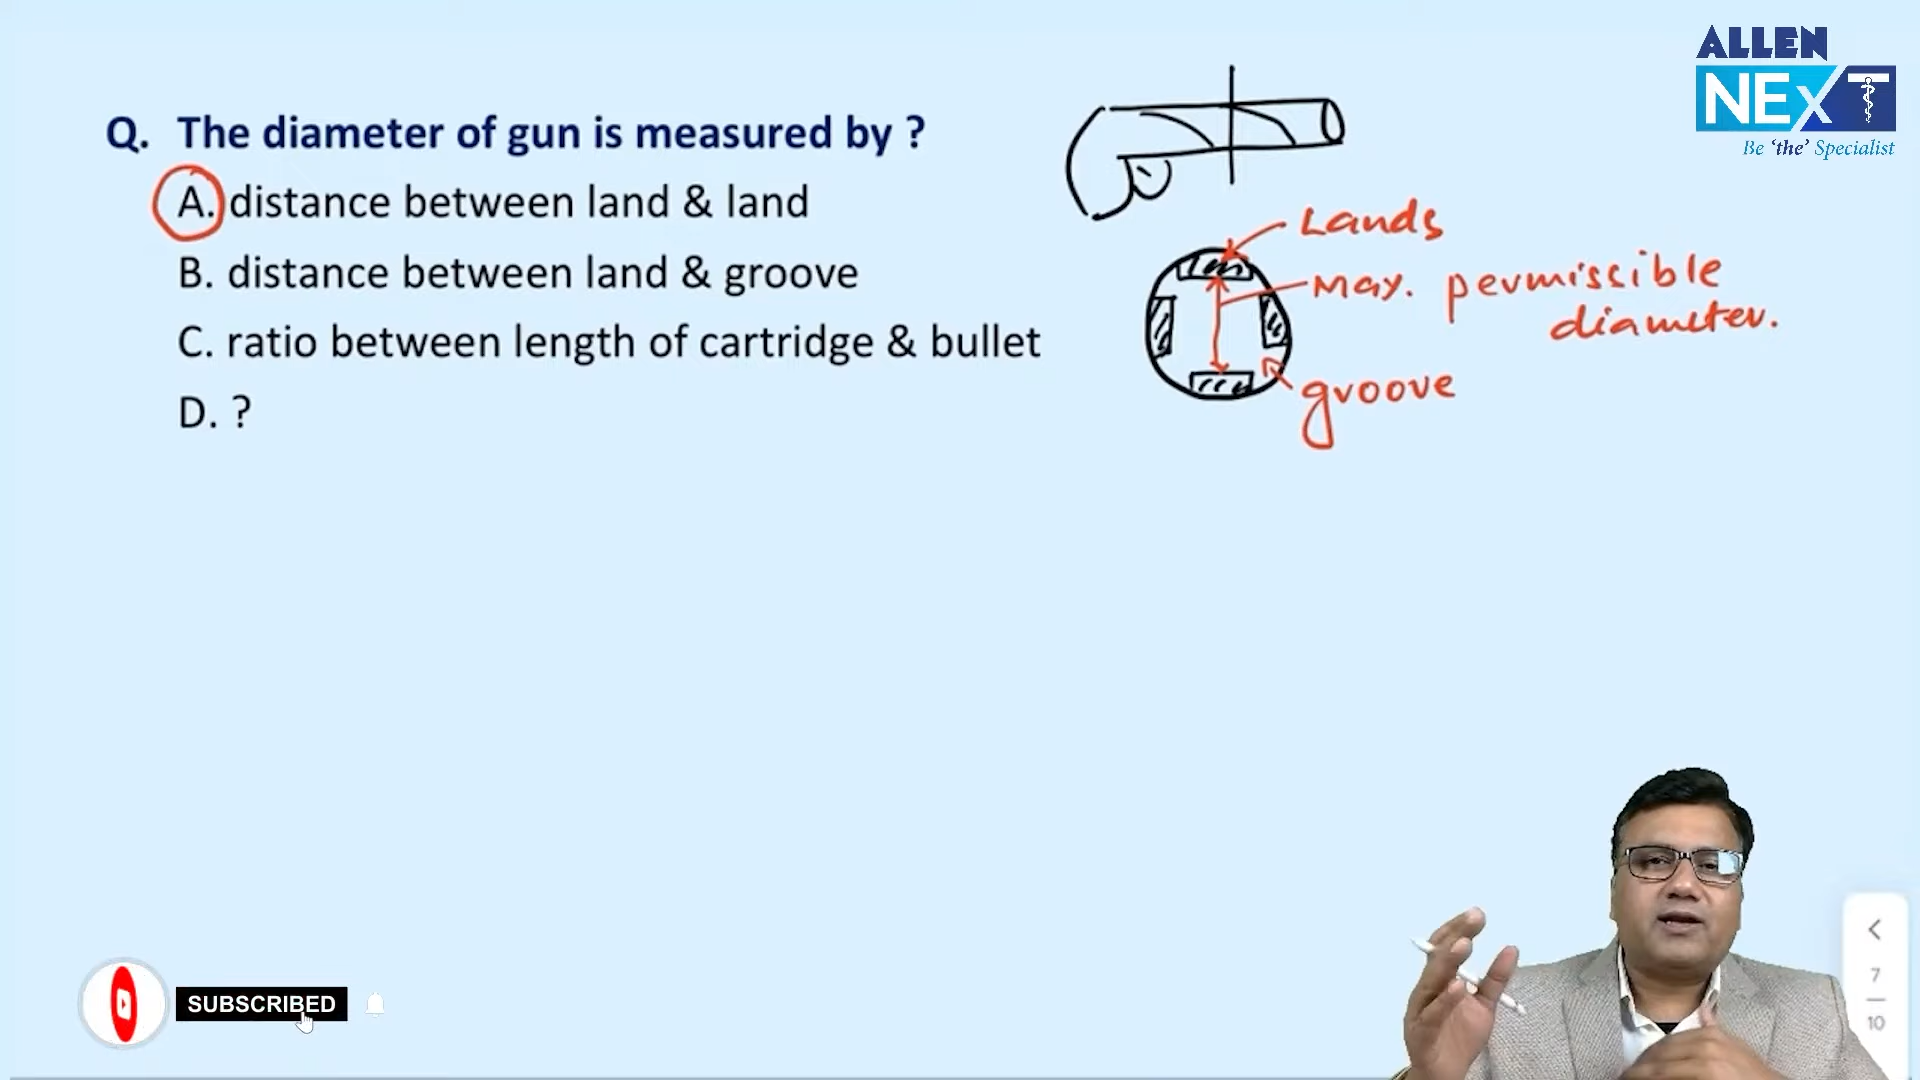 ALLEN
NEXT
Be 'the' Specialist
Q. The diameter of gun is measured by ?
A. distance between land & land
B. distance between land & groove
C. ratio between length of cartridge & bullet
D. ?
Lands
Max. permissible
diameter.
groove
SUBSCRIBED
7
10